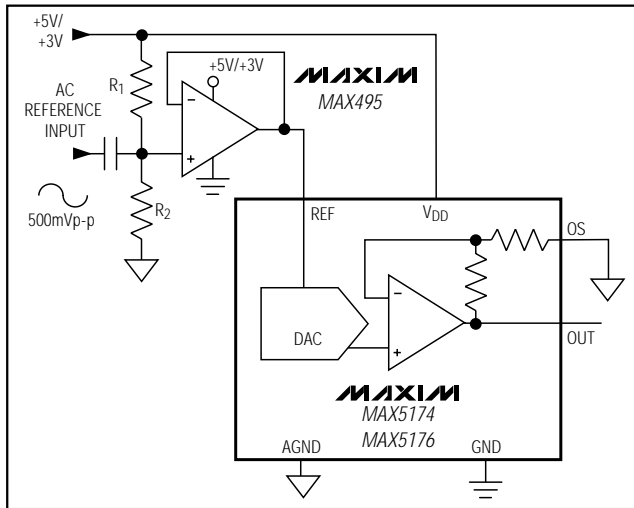 +5V/
+3V
+5V/+3V
MAXIM
MAX495
R1
AC
REFERENCE
INPUT
−
+
R2
500mVp-p
REF
VDD
OS
−
DAC
+
OUT
MAXIM
MAX5174
MAX5176
AGND
GND